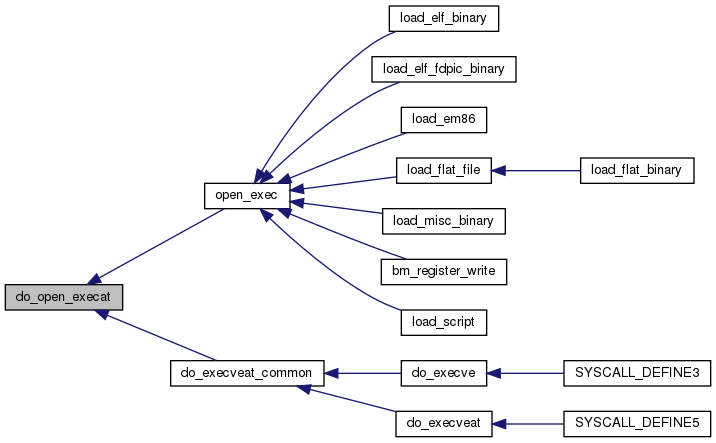 load_elf_binary
load_elf_fdpic_binary
load_em86
load_flat_file
load_flat_binary
open_exec
load_misc_binary
bm_register_write
do_open_execat
load_script
do_execveat_common
do_execve
SYSCALL_DEFINE3
do_execveat
SYSCALL_DEFINE5